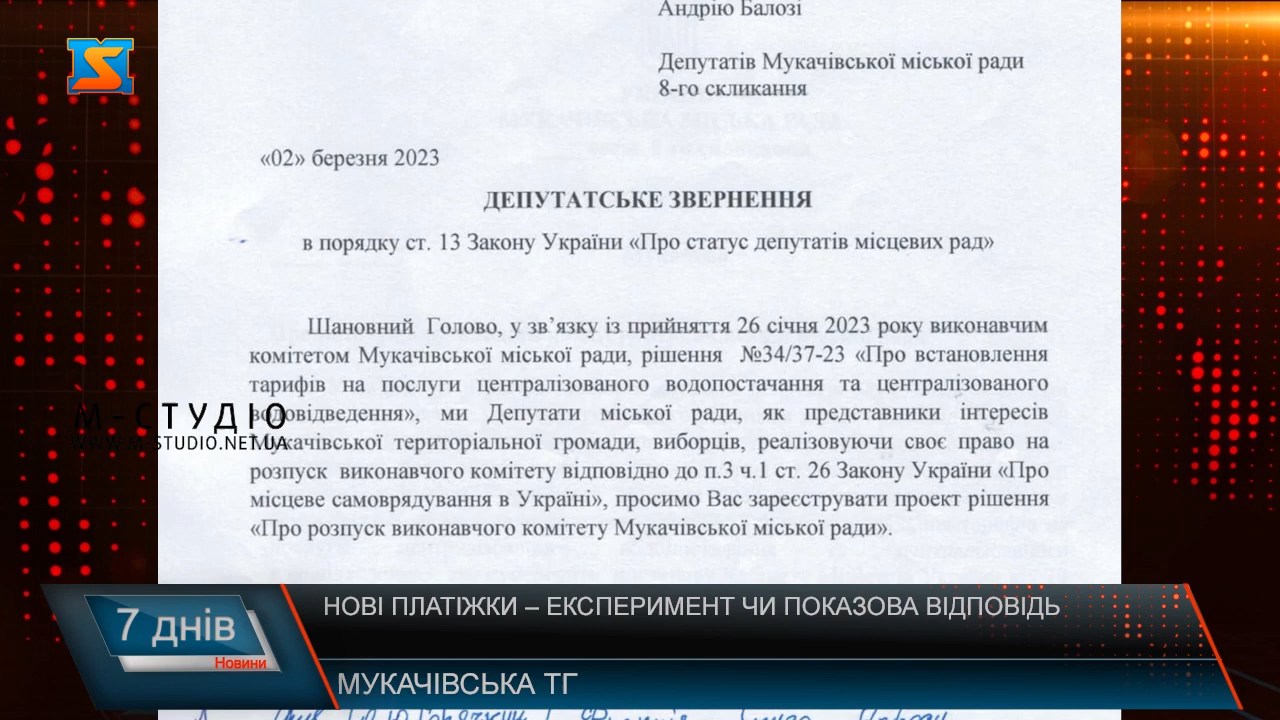 Андрію Балозі
Депутатів Мукачівської міської ради
8-го скликання
«02» березня 2023
ДЕПУТАТСЬКЕ ЗВЕРНЕННЯ
в порядку ст. 13 Закону України «Про статус депутатів місцевих рад»
Шановний Голово, у зв’язку із прийняття 26 січня 2023 року виконавчим
комітетом Мукачівської міської ради, рішення №34/37-23 «Про встановлення
тарифів на послуги централізованого водопостачання та централізованого
водовідведення», ми Депутати міської ради, як представники інтересів
Мукачівської територіальної громади, виборців, реалізовуючи своє право на
розпуск виконавчого комітету відповідно до п.3 ч.1 ст. 26 Закону України «Про
місцеве самоврядування в Україні», просимо Вас зареєструвати проект рішення
«Про розпуск виконавчого комітету Мукачівської міської ради».
М-СТУДІО
WWW.M-STUDIO.NET.UA
7 днів
Новини
НОВІ ПЛАТІЖКИ – ЕКСПЕРИМЕНТ ЧИ ПОКАЗОВА ВІДПОВІДЬ
МУКАЧІВСЬКА ТГ